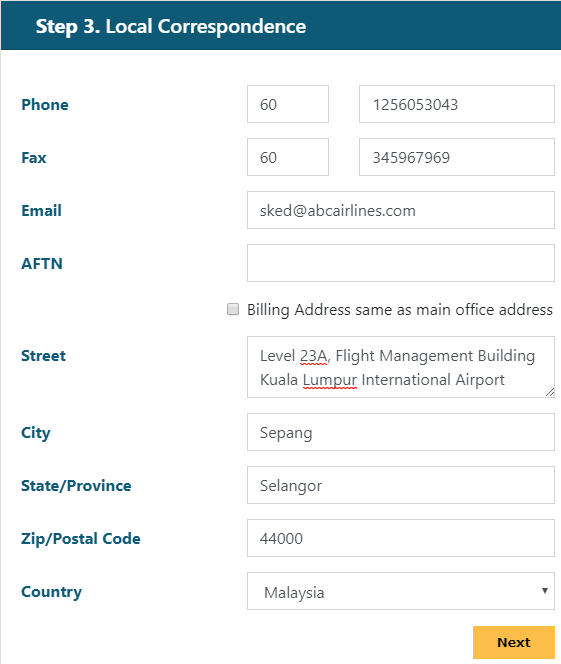 Step 3. Local Correspondence
Phone 60 1256053043
Fax 60 345967969
Email sked@abcairlines.com
AFTN
Billing Address same as main office address
Street Level 23A, Flight Management Building
Kuala Lumpur International Airport
City Sepang
State/Province Selangor
Zip/Postal Code 44000
Country Malaysia
Next